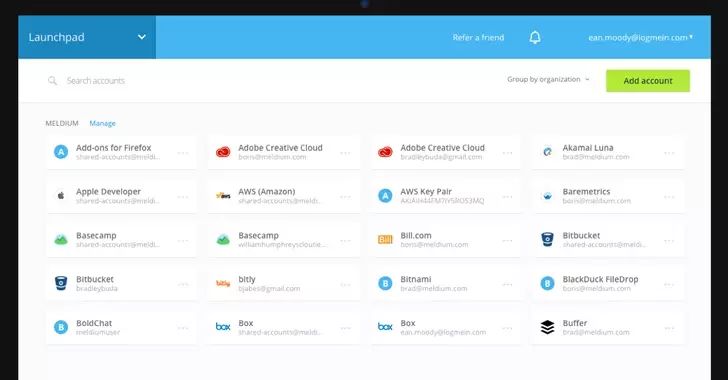 Launchpad
Refer a friend
ean.moody@logmein.com
Search accounts
Group by organization
Add account
MELDIUM Manage
A Add-ons for Firefox
shared-accounts@meldiu...
Adobe Creative Cloud
boris@meldium.com
Adobe Creative Cloud
bradleybuda@gmail.com
Akamai Luna
brad@meldium.com
Apple Developer
shared-accounts@meldi...
aws AWS (Amazon)
shared-accounts@meldi...
A AWS Key Pair
Baremetrics
boris@meldium.com
Basecamp
shared-accounts@meldi...
Basecamp
williamhumphreyscloutie...
Bill Bill.com
boris@meldium.com
Bitbucket
shared-accounts@meldi...
Bitbucket
bradleybuda
bitly bitly
bjabes@gmail.com
B Bitnami
brad@meldium.com
B BlackDuck FileDrop
boris@meldium.com
B BoldChat
meldiumuser
box Box
shared-accounts@meldi...
box Box
ean.moody@logmein.com
Buffer
brad@meldium.com